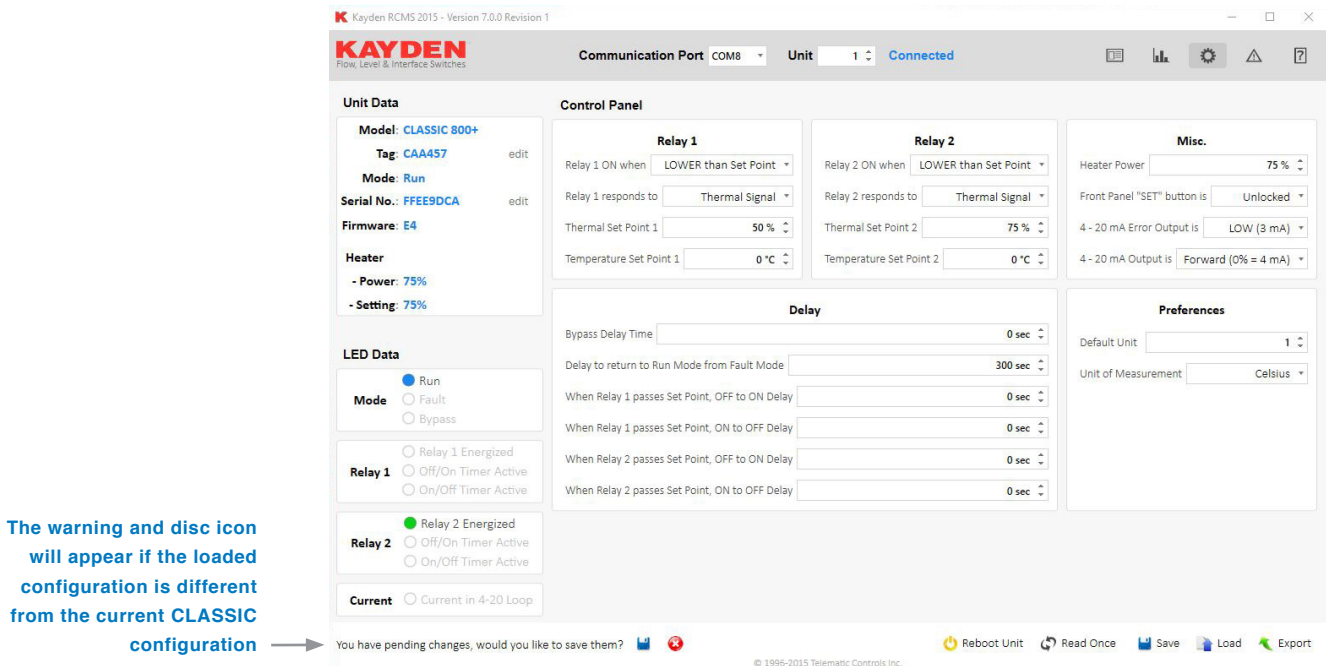 Kayden RCMS 2015 - Version 7.0.0 Revision 1
KAYDEN
Flow, Level & Interface Switches
Communication Port COM8 Unit 1 Connected
Unit Data
Model: CLASSIC 800+
Tag: CAA457 edit
Mode: Run
Serial No.: FFEE9DCA edit
Firmware: E4
Heater
- Power: 75%
- Setting: 75%
LED Data
Mode
Run
Fault
Bypass
Relay 1
Relay 1 Energized
Off/On Timer Active
On/Off Timer Active
Relay 2
Relay 2 Energized
Off/On Timer Active
On/Off Timer Active
Current Current in 4-20 Loop
Control Panel
Relay 1
Relay 1 ON when LOWER than Set Point
Relay 1 responds to Thermal Signal
Thermal Set Point 1 50 %
Temperature Set Point 1 0 °C
Relay 2
Relay 2 ON when LOWER than Set Point
Relay 2 responds to Thermal Signal
Thermal Set Point 2 75 %
Temperature Set Point 2 0 °C
Misc.
Heater Power 75 %
Front Panel "SET" button is Unlocked
4 - 20 mA Error Output is LOW (3 mA)
4 - 20 mA Output is Forward (0% = 4 mA)
Delay
Bypass Delay Time 0 sec
Delay to return to Run Mode from Fault Mode 300 sec
When Relay 1 passes Set Point, OFF to ON Delay 0 sec
When Relay 1 passes Set Point, ON to OFF Delay 0 sec
When Relay 2 passes Set Point, OFF to ON Delay 0 sec
When Relay 2 passes Set Point, ON to OFF Delay 0 sec
Preferences
Default Unit 1
Unit of Measurement Celsius
The warning and disc icon
will appear if the loaded
configuration is different
from the current CLASSIC
configuration
You have pending changes, would you like to save them?
Reboot Unit Read Once Save Load Export
© 1996-2015 Telematic Controls Inc.